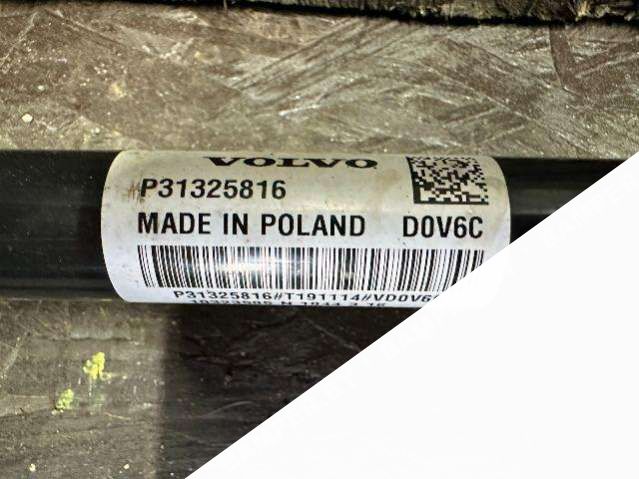 VOLVO
P31325816
MADE IN POLAND D0V6C
P31325816#T191114#VD0V6